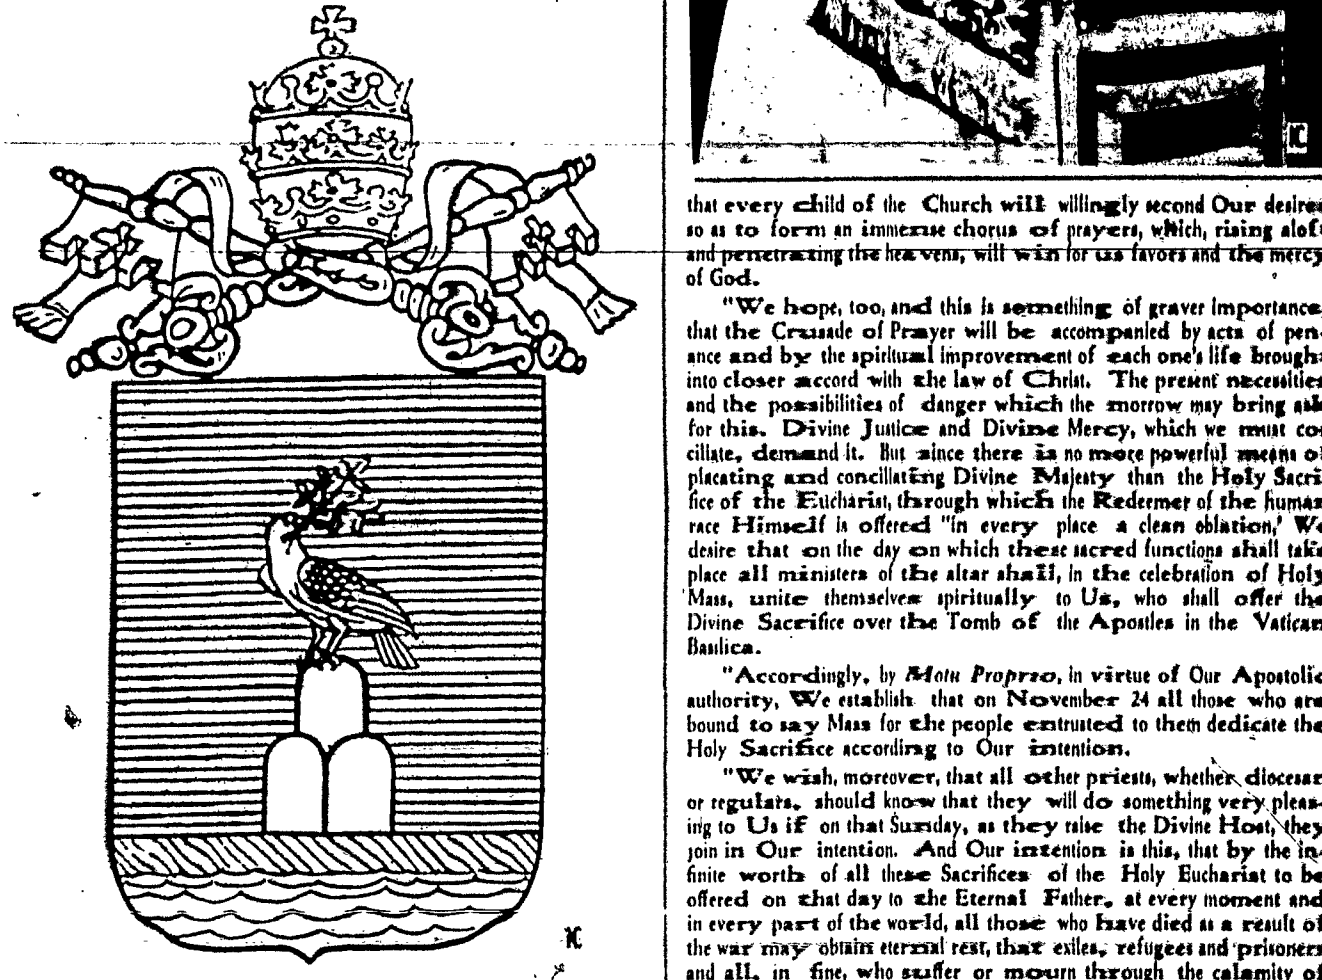 NC
that every child of the Church will willingly second Our desires
so as to form an immense chorus of prayers, which, rising aloft
and penetrating the heavens, will win for us favors and the mercy
of God.
"We hope, too, and this is something of graver importance,
that the Crusade of Prayer will be accompanied by acts of pen-
ance and by the spiritual improvement of each one's life brought
into closer accord with the law of Christ. The present necessities
and the possibilities of danger which the morrow may bring ask
for this. Divine Justice and Divine Mercy, which we must co
ciliate, demand it. But since there is no more powerful means of
placating and conciliating Divine Majesty than the Holy Sacri
fice of the Eucharist, through which the Redeemer of the human
race Himself is offered "in every place a clean oblation,' We
desire that on the day on which these sacred functions shall take
place all ministers of the altar shall, in the celebration of Holy
Mass, unite themselves spiritually to Us, who shall offer the
Divine Sacrifice over the Tomb of the Apostles in the Vatican
Basilica.
"Accordingly, by Motu Proprio, in virtue of Our Apostolic
authority, We establish that on November 24 all those who are
bound to say Mass for the people entrusted to them dedicate the
Holy Sacrifice according to Our intention.
"We wish, moreover, that all other priests, whether diocesan
or regulars, should know that they will do something very pleas-
ing to Us if on that Sunday, as they raise the Divine Host, they
join in Our intention. And Our intention is this, that by the in-
finite worth of all these Sacrifices of the Holy Eucharist to be
offered on that day to the Eternal Father, at every moment and
in every part of the world, all those who have died as a result of
the war may obtain eternal rest, that exiles, refugees and prisoners
and all, in fine, who suffer or mourn through the calamity of
NC